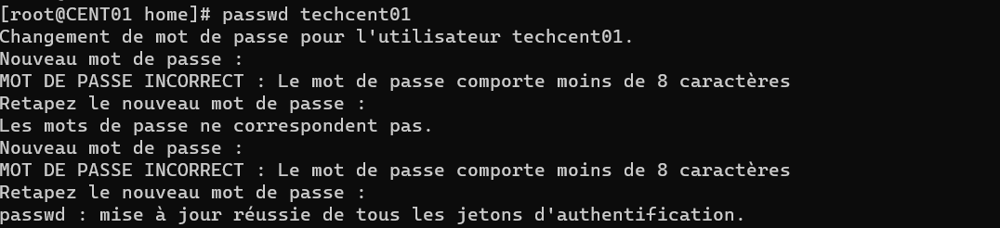 [root@CENT01 home]# passwd techcent01
Changement de mot de passe pour l'utilisateur techcent01.
Nouveau mot de passe :
MOT DE PASSE INCORRECT : Le mot de passe comporte moins de 8 caractères
Retapez le nouveau mot de passe :
Les mots de passe ne correspondent pas.
Nouveau mot de passe :
MOT DE PASSE INCORRECT : Le mot de passe comporte moins de 8 caractères
Retapez le nouveau mot de passe :
passwd : mise à jour réussie de tous les jetons d'authentification.